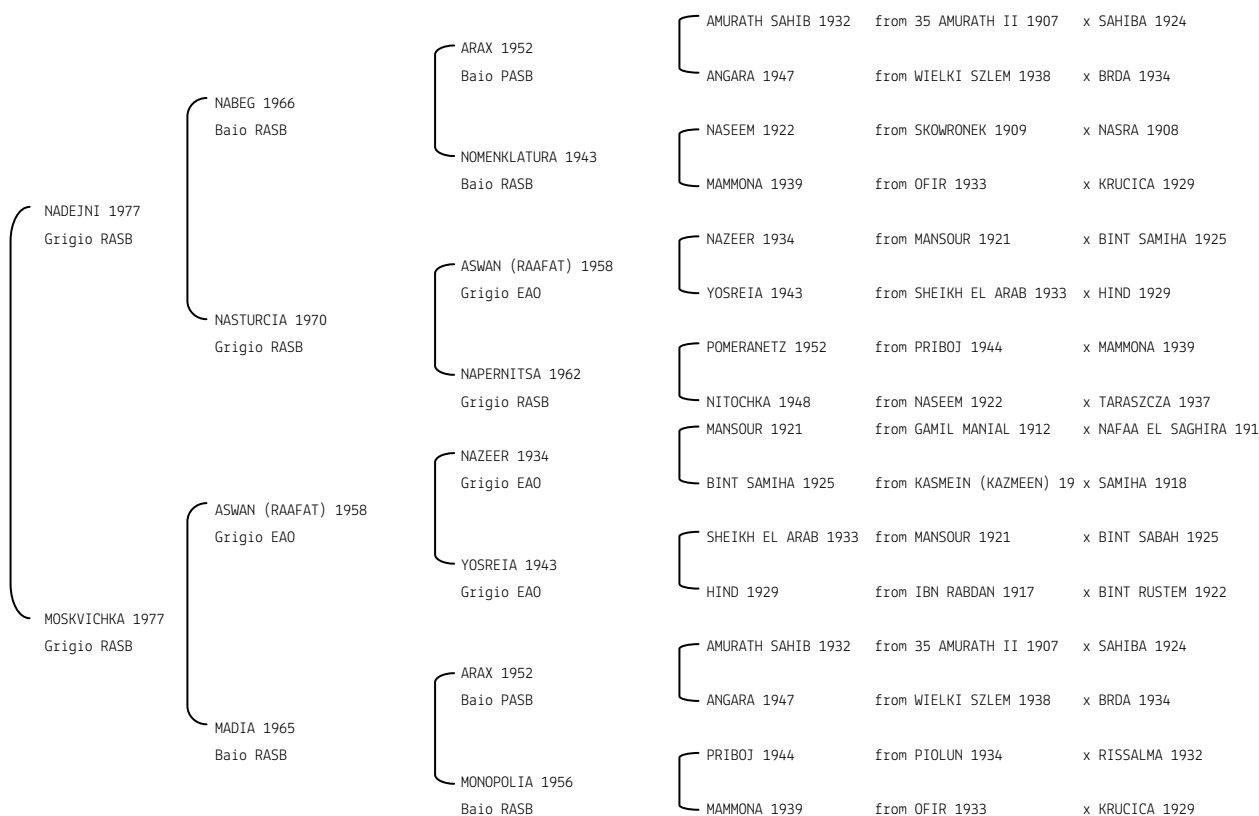 AMURATH SAHIB 1932 from 35 AMURATH II 1907 x SAHIBA 1924
ARAX 1952
Baio PASB
ANGARA 1947 from WIELKI SZLEM 1938 x BRDA 1934
NABEG 1966
Baio RASB
NASEEM 1922 from SKOWRONEK 1909 x NASRA 1908
NOMENKLATURA 1943
Baio RASB
MAMMONA 1939 from OFIR 1933 x KRUCICA 1929
NADEJNI 1977
Grigio RASB
NAZEER 1934 from MANSOUR 1921 x BINT SAMIHA 1925
ASWAN (RAAFAT) 1958
Grigio EAO
YOSREIA 1943 from SHEIKH EL ARAB 1933 x HIND 1929
NASTURCIA 1970
Grigio RASB
POMERANETZ 1952 from PRIBOJ 1944 x MAMMONA 1939
NAPERNITSA 1962
Grigio RASB
NITOCHKA 1948 from NASEEM 1922 x TARASZCZA 1937
MANSOUR 1921 from GAMIL MANIAL 1912 x NAFAA EL SAGHIRA 191
NAZEER 1934
Grigio EAO
BINT SAMIHA 1925 from KASMEIN (KAZMEEN) 19 x SAMIHA 1918
ASWAN (RAAFAT) 1958
Grigio EAO
SHEIKH EL ARAB 1933 from MANSOUR 1921 x BINT SABAH 1925
YOSREIA 1943
Grigio EAO
HIND 1929 from IBN RABDAN 1917 x BINT RUSTEM 1922
MOSKVICHKA 1977
Grigio RASB
AMURATH SAHIB 1932 from 35 AMURATH II 1907 x SAHIBA 1924
ARAX 1952
Baio PASB
ANGARA 1947 from WIELKI SZLEM 1938 x BRDA 1934
MADIA 1965
Baio RASB
PRIBOJ 1944 from PIOLUN 1934 x RISSALMA 1932
MONOPOLIA 1956
Baio RASB
MAMMONA 1939 from OFIR 1933 x KRUCICA 1929